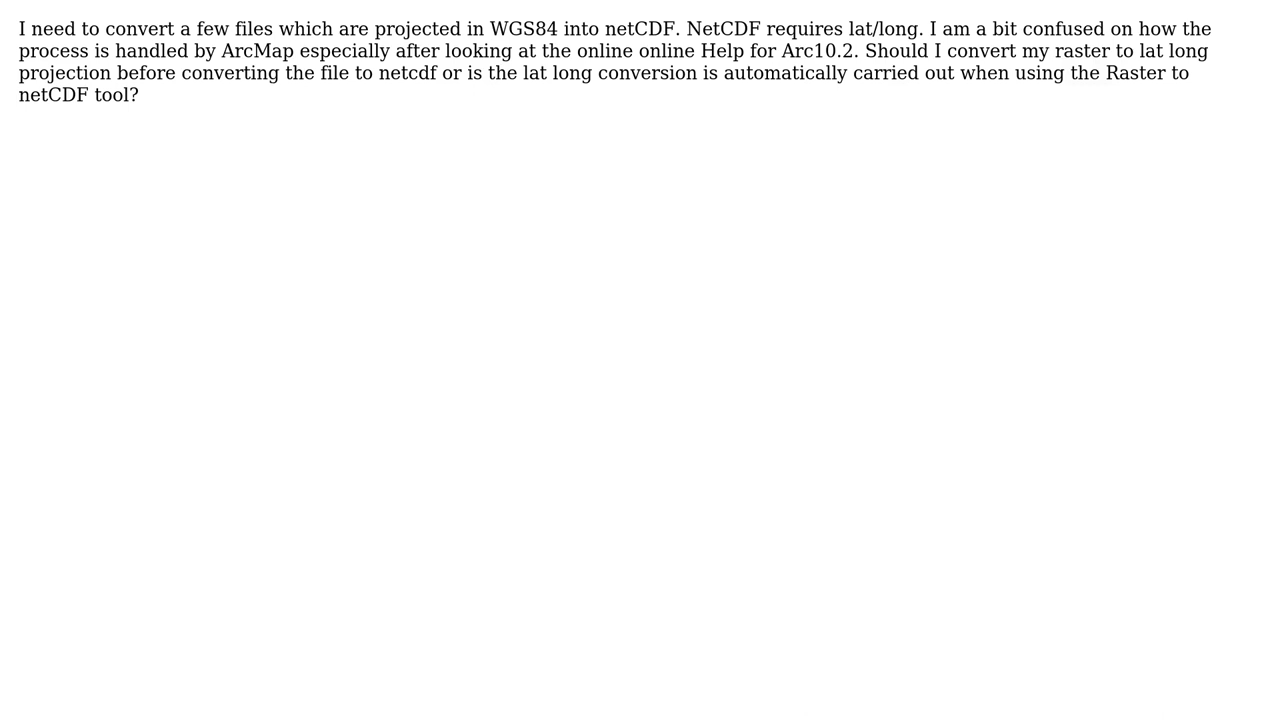 I need to convert a few files which are projected in WGS84 into netCDF. NetCDF requires lat/long. I am a bit confused on how the
process is handled by ArcMap especially after looking at the online online Help for Arc10.2. Should I convert my raster to lat long
projection before converting the file to netcdf or is the lat long conversion is automatically carried out when using the Raster to
netCDF tool?